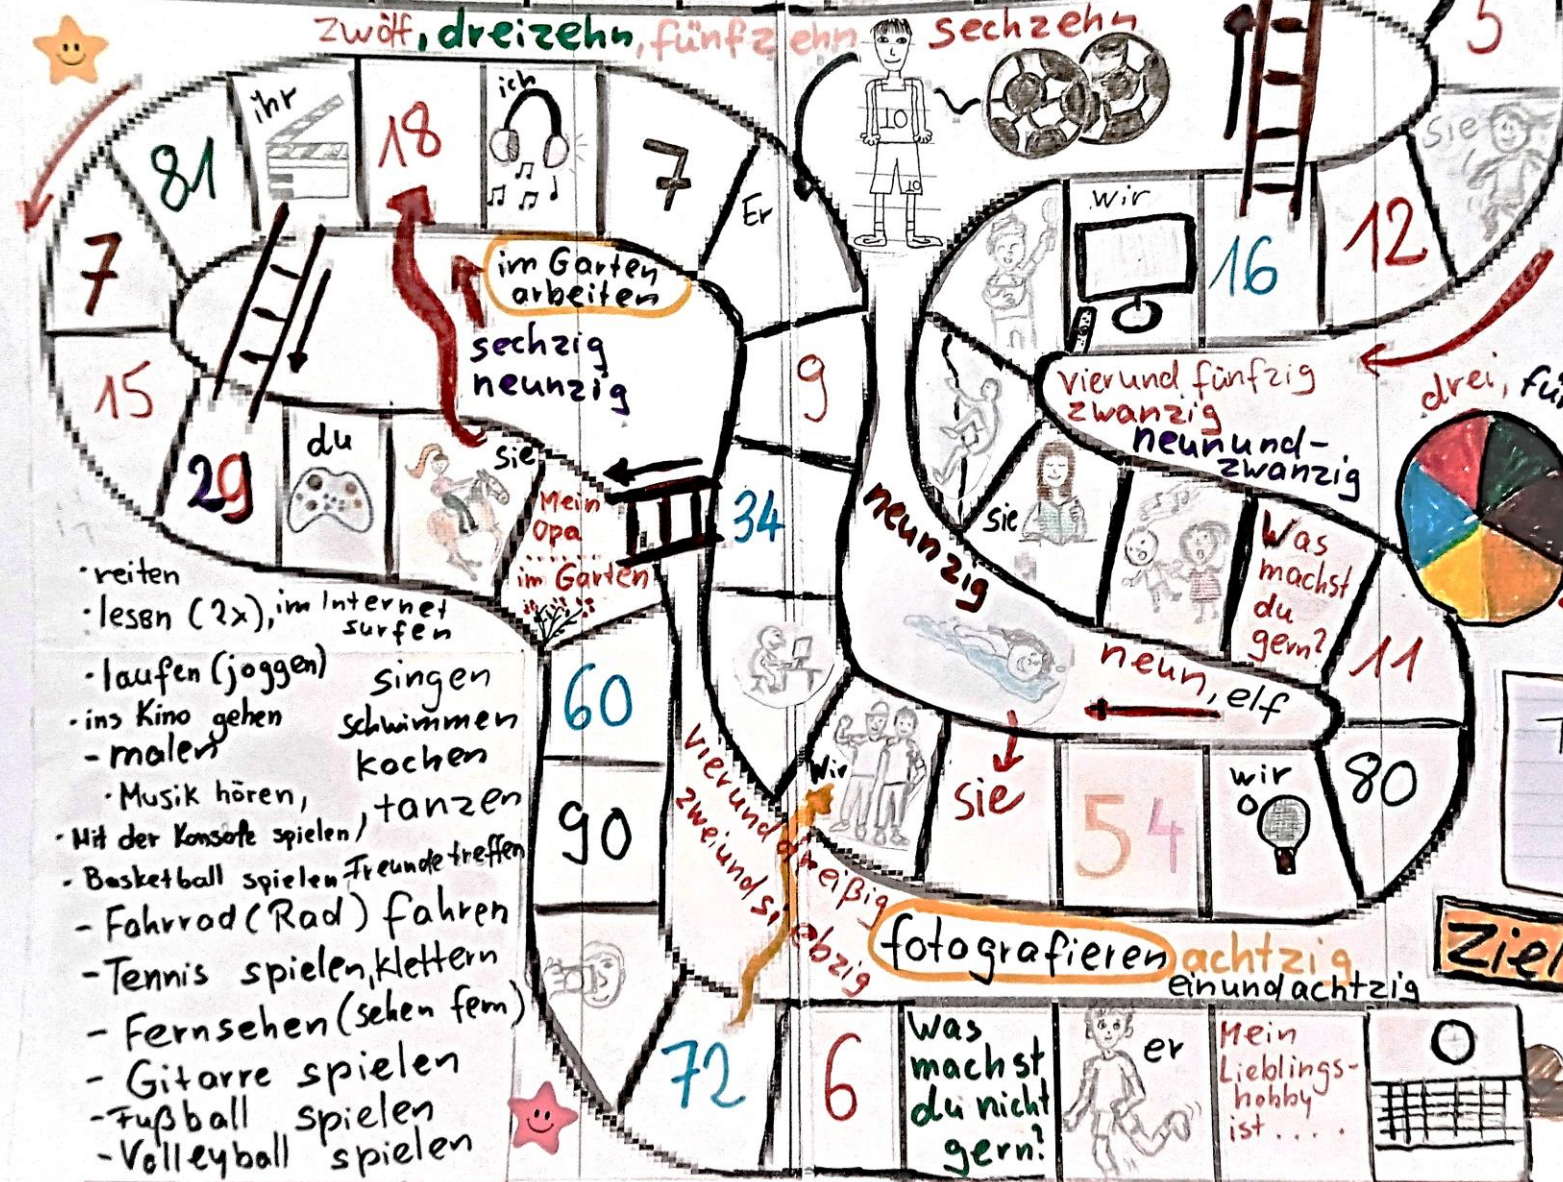 zwölf, dreizehn, fünfzehn sechzehn
5
ihr
18
ich
7
Er
81
7
15
29
du
sie
im Garten
arbeiten
sechzig
neunzig
9
34
Mein
Opa
im Garten
60
90
72
6
Was
machst
du nicht
gern?
er
Mein
Lieblings-
hobby
ist ....
wir
16
12
sie
vierund fünfzig
zwanzig
neunund-
zwanzig
drei, fü
sie
Was
machst
du
gern?
11
80
wir
54
sie
Wir
neunzig
neun, elf
vierunddreißig
zweiundsiebzig
fotografieren
achtzig
einundachtzig
Ziel
· reiten
· lesen (2x), im Internet
surfen
· laufen (joggen)
· ins Kino gehen
- malen
· Musik hören,
· Mit der Konsole spielen,
· Basketball spielen
singen
schwimmen
kochen
tanzen
Freunde treffen
- Fahrrad (Rad) fahren
- Tennis spielen, klettern
- Fernsehen (sehen fern)
- Gitarre spielen
- Fußball spielen
- Volleyball spielen